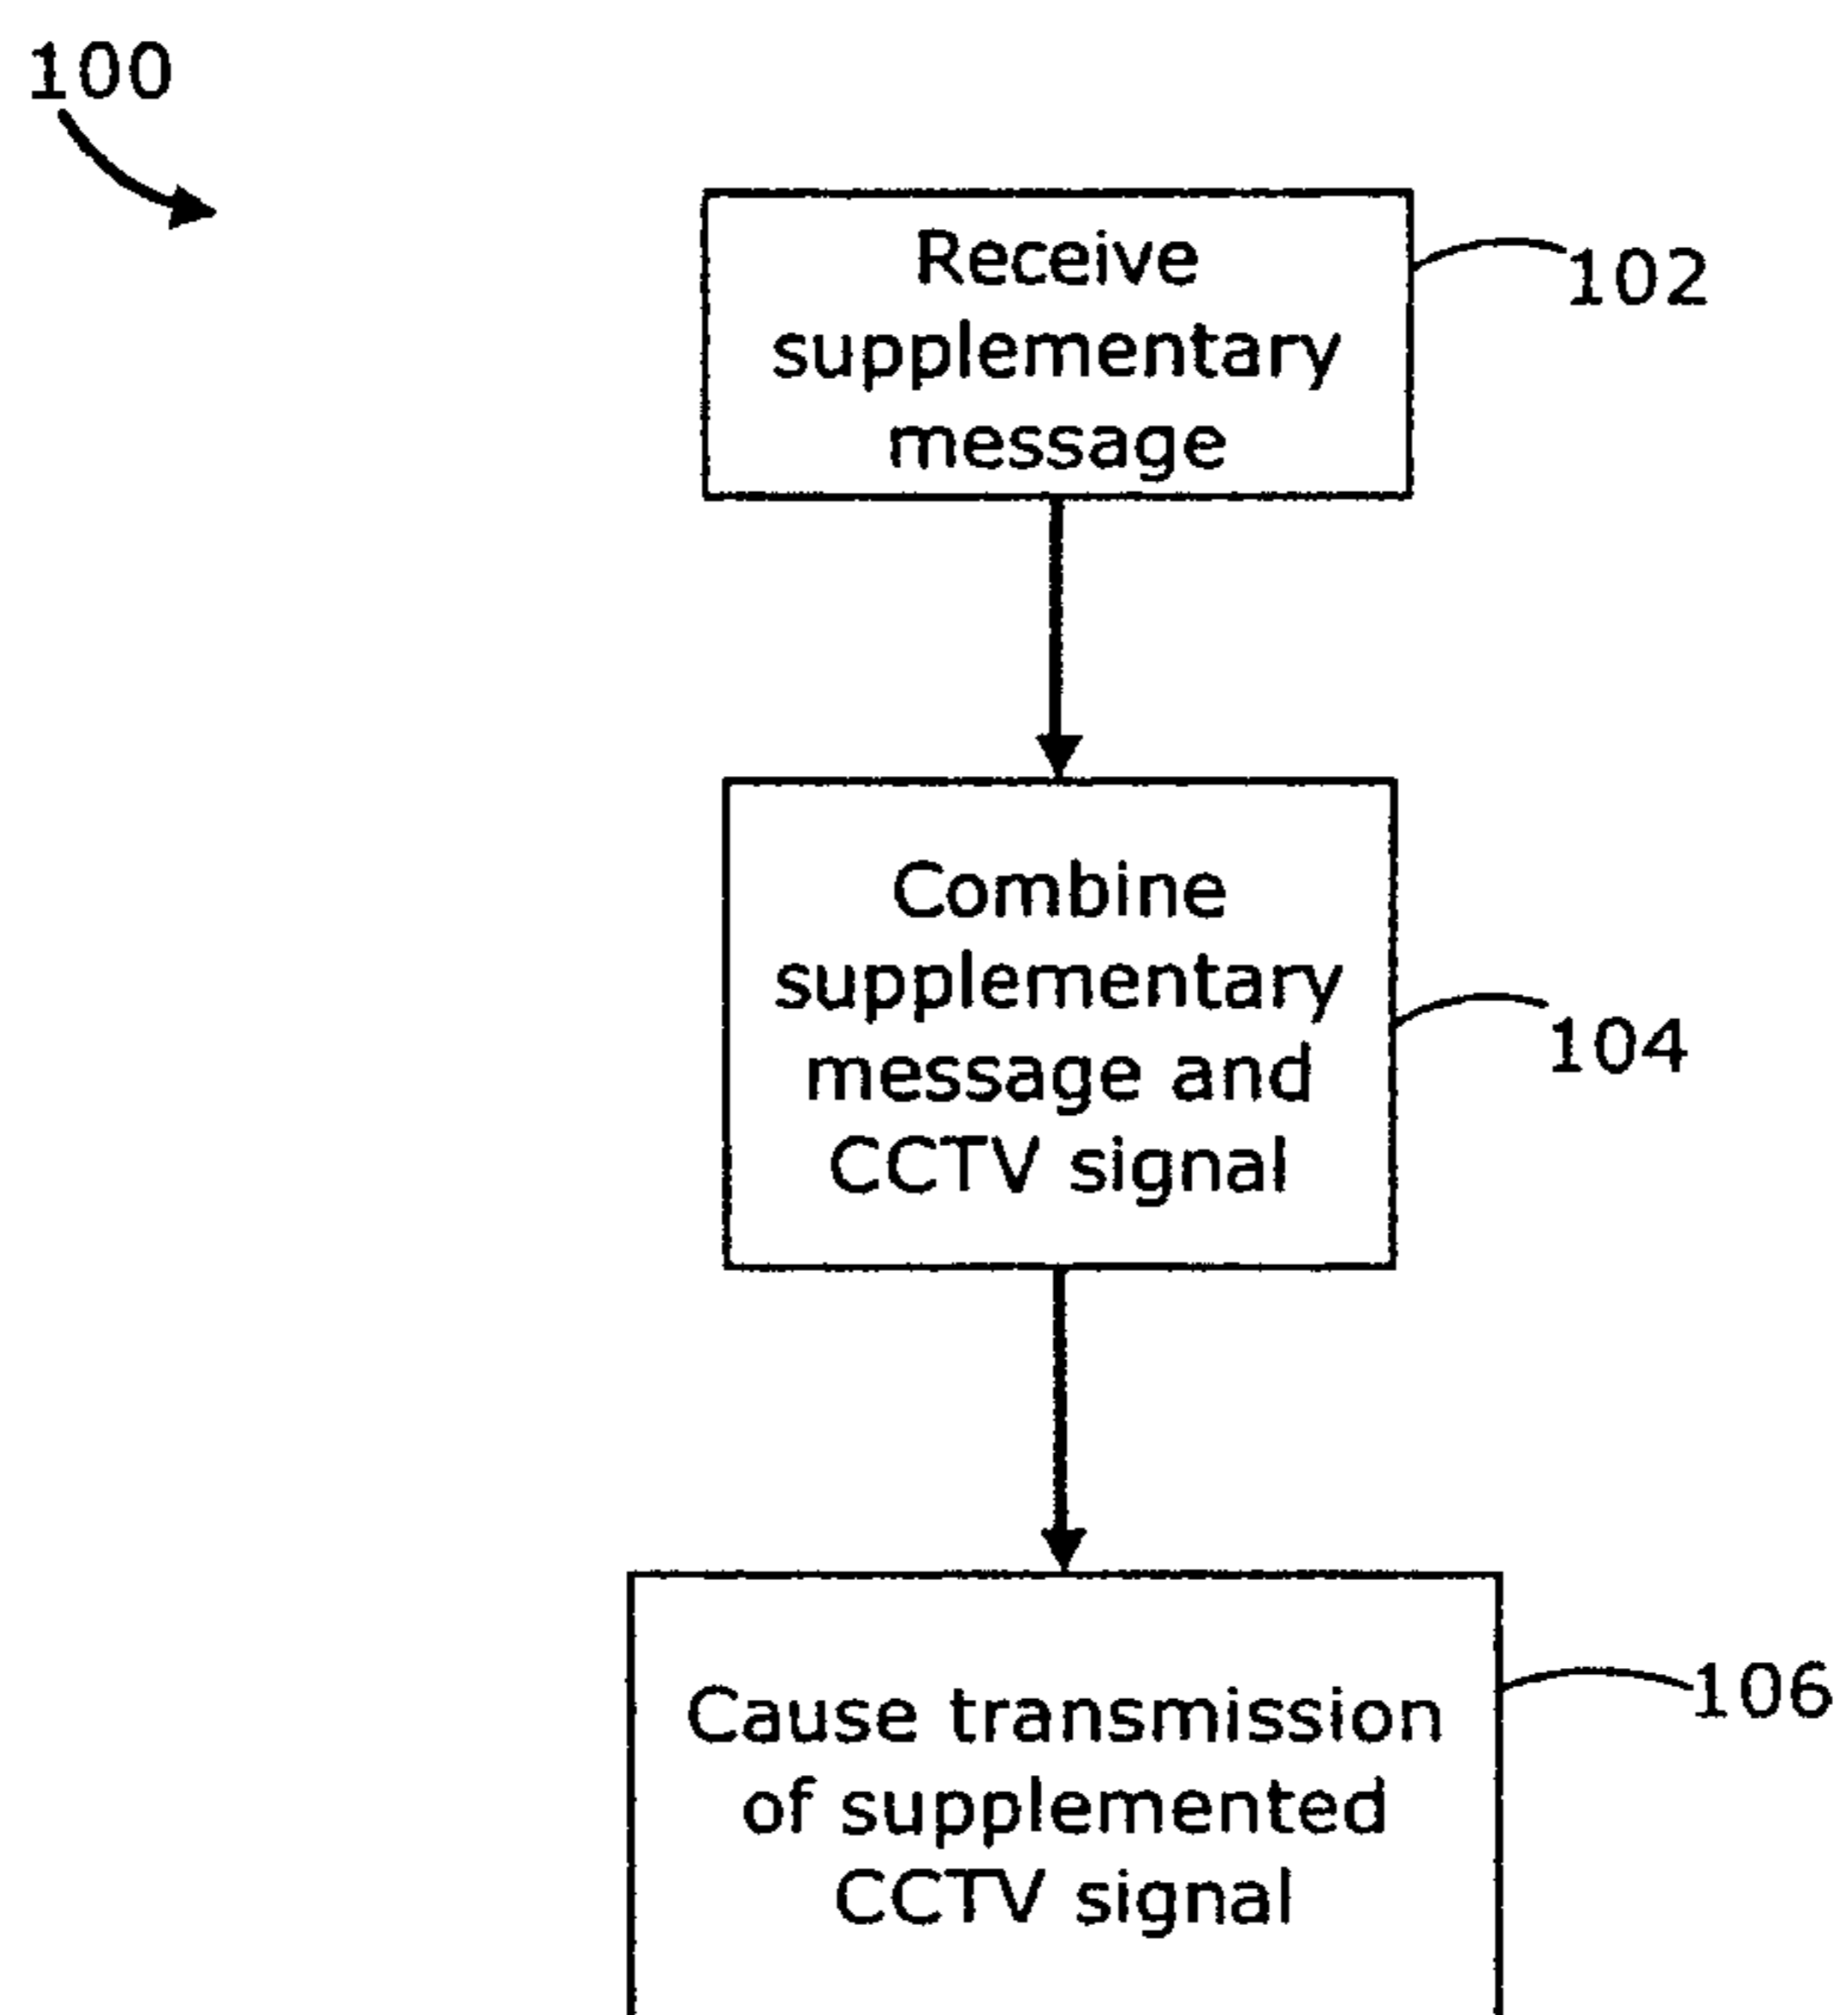 100
Receive
supplementary
message
102
Combine
supplementary
message and
CCTV signal
104
Cause transmission
of supplemented
CCTV signal
106